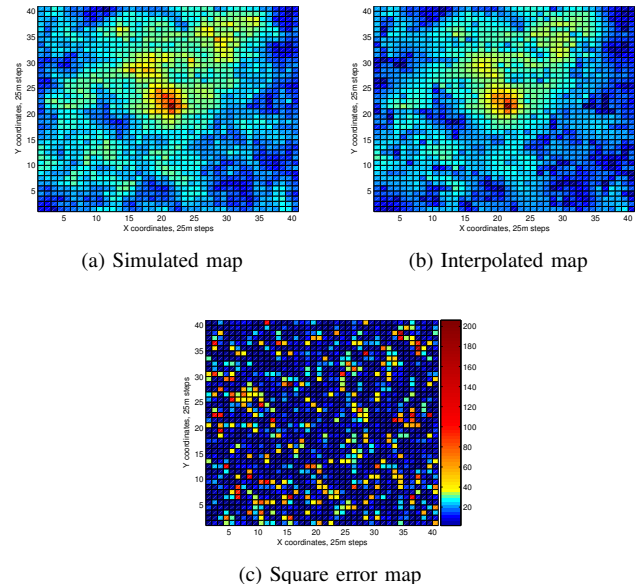 40
35
30
25
20
15
10
5
Y coordinates, 25m steps
5 10 15 20 25 30 35 40
X coordinates, 25m steps
(a) Simulated map
40
35
30
25
20
15
10
5
Y coordinates, 25m steps
5 10 15 20 25 30 35 40
X coordinates, 25m steps
(b) Interpolated map
40
35
30
25
20
15
10
5
Y coordinates, 25m steps
5 10 15 20 25 30 35 40
X coordinates, 25m steps
200
180
160
140
120
100
80
60
40
20
(c) Square error map